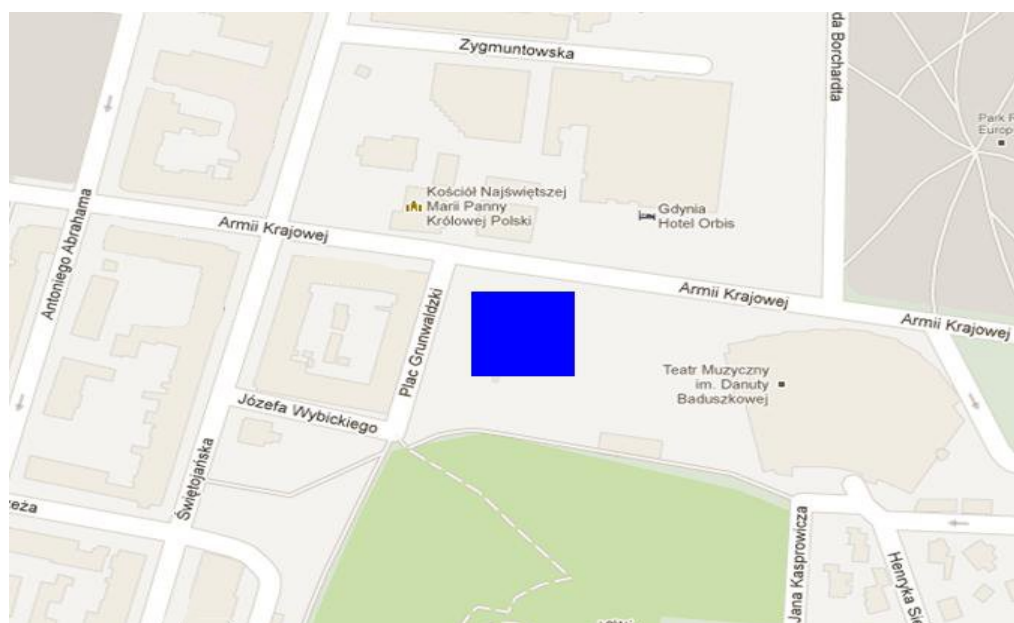 Zygmuntowska
da Borchardta
Park R
Europ
Antoniego Abrahama
Kościół Najświętszej
Marii Panny
Królowej Polski
Gdynia
Hotel Orbis
Armii Krajowej
Armii Krajowej
Armii Krajowej
Plac Grunwaldzki
Teatr Muzyczny
im. Danuty
Baduszkowej
Józefa Wybickiego
Świętojańska
eża
Jana Kasprowicza
Henryka Sie